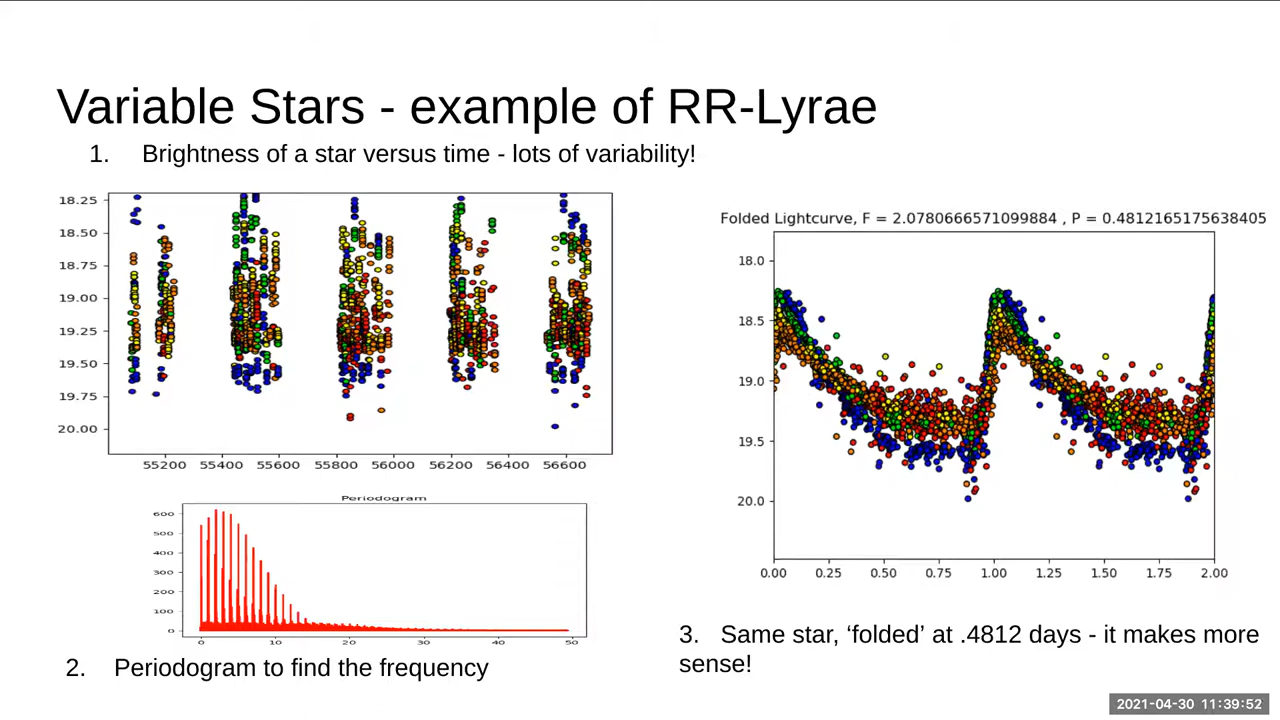 Variable Stars - example of RR-Lyrae
1. Brightness of a star versus time - lots of variability!
18.25
18.50
18.75
19.00
19.25
19.50
19.75
20.00
55200 55400 55600 55800 56000 56200 56400 56600
Periodogram
600
500
400
300
200
100
0
0 10 20 30 40 50
2. Periodogram to find the frequency
Folded Lightcurve, F = 2.0780666571099884 , P = 0.4812165175638405
18.0
18.5
19.0
19.5
20.0
0.00 0.25 0.50 0.75 1.00 1.25 1.50 1.75 2.00
3. Same star, ‘folded’ at .4812 days - it makes more
sense!
2021-04-30 11:39:52